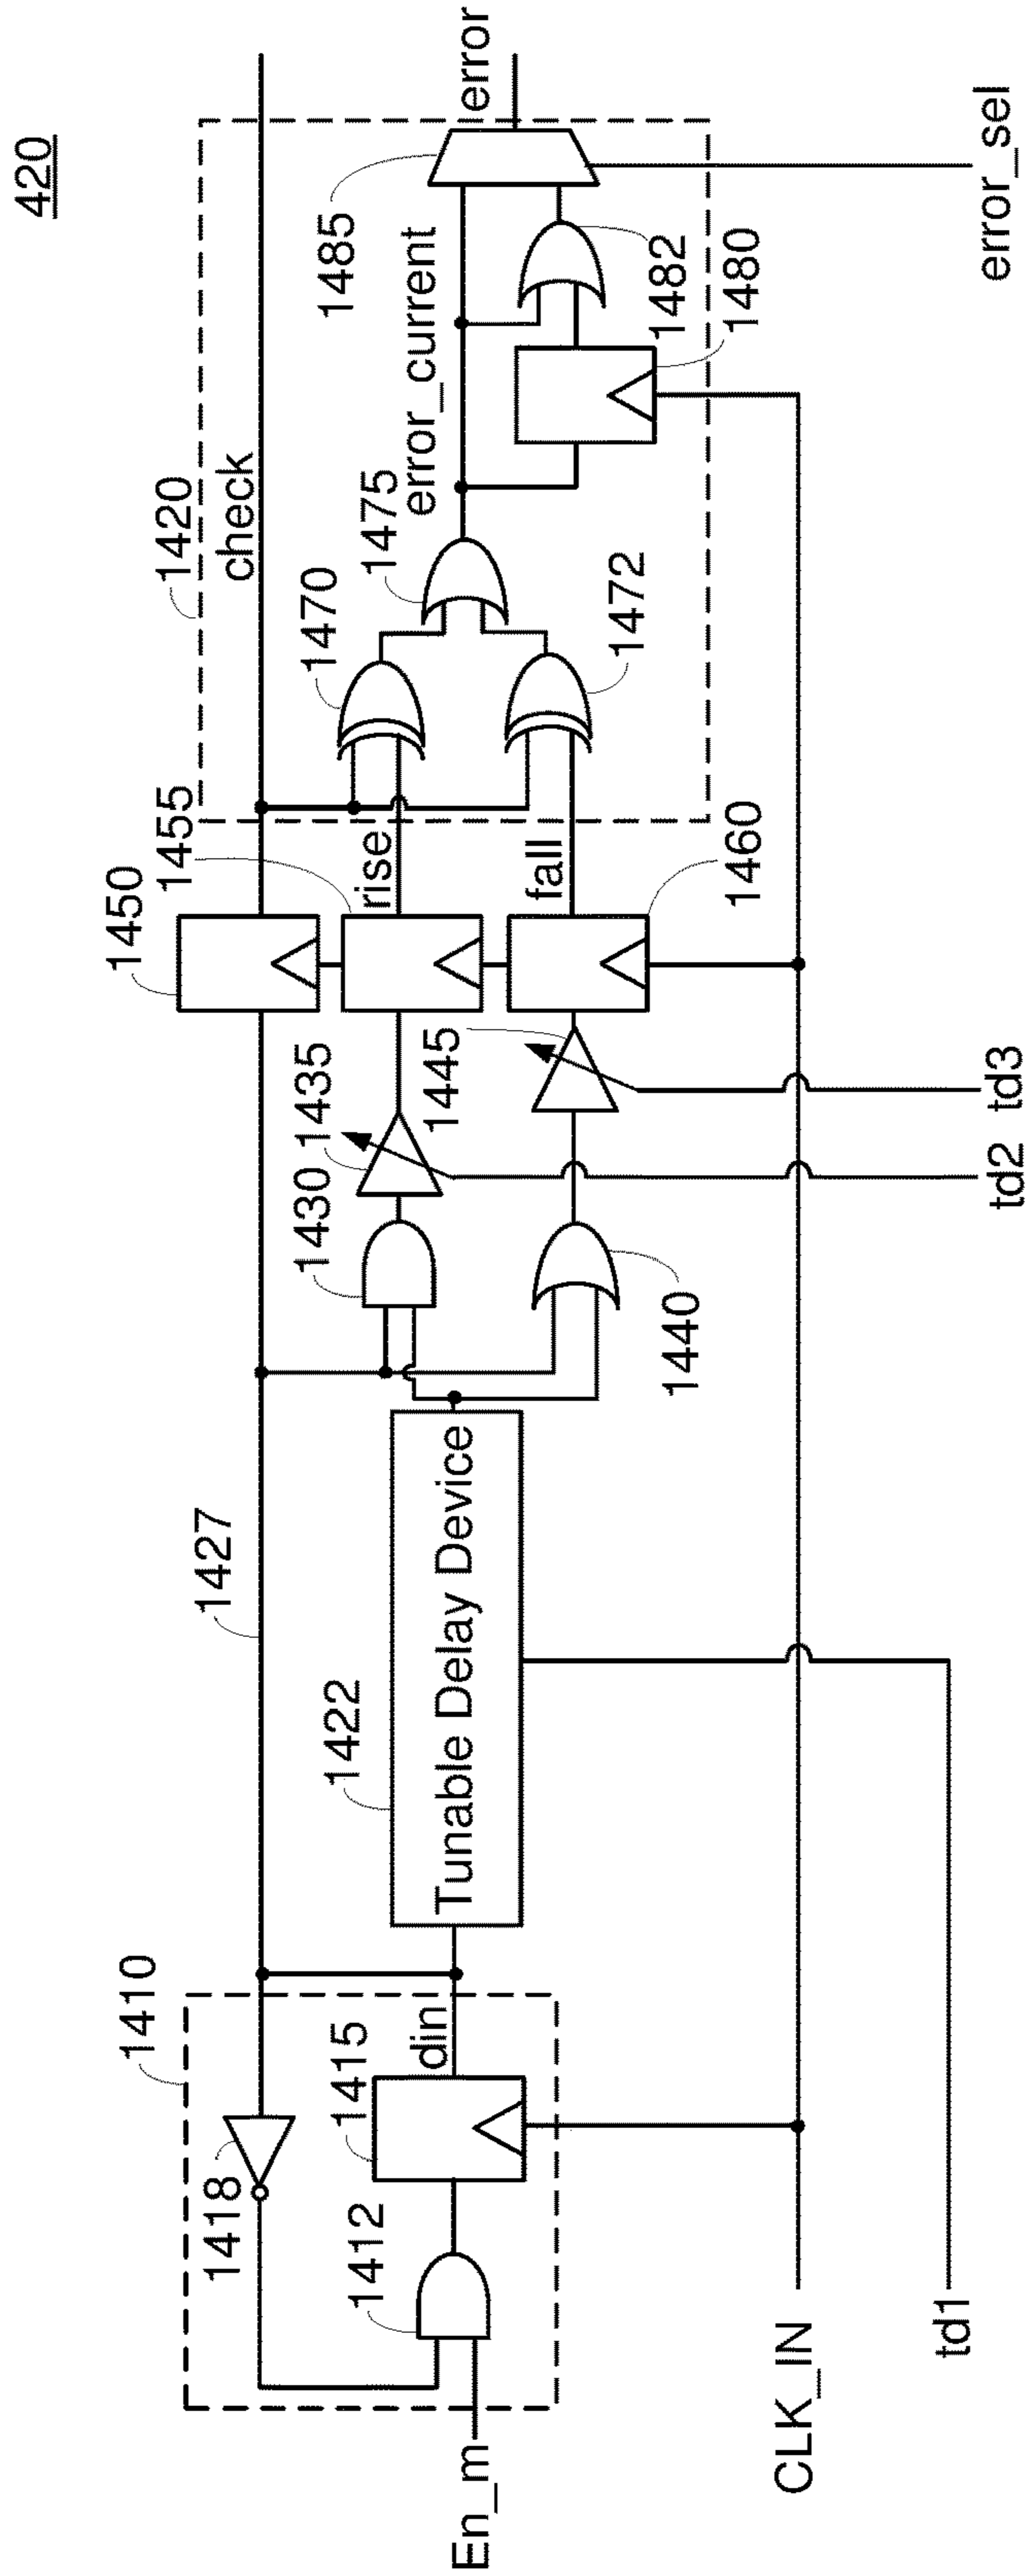 420
1410
1418
1415
1412
din
En_m
CLK_IN
td1
1427
1422
Tunable Delay Device
1430
1435
1440
1445
td2
td3
1450
1455
rise
fall
1460
1420
check
1470
1475
1472
error_current
1485
1482
1480
error
error_sel